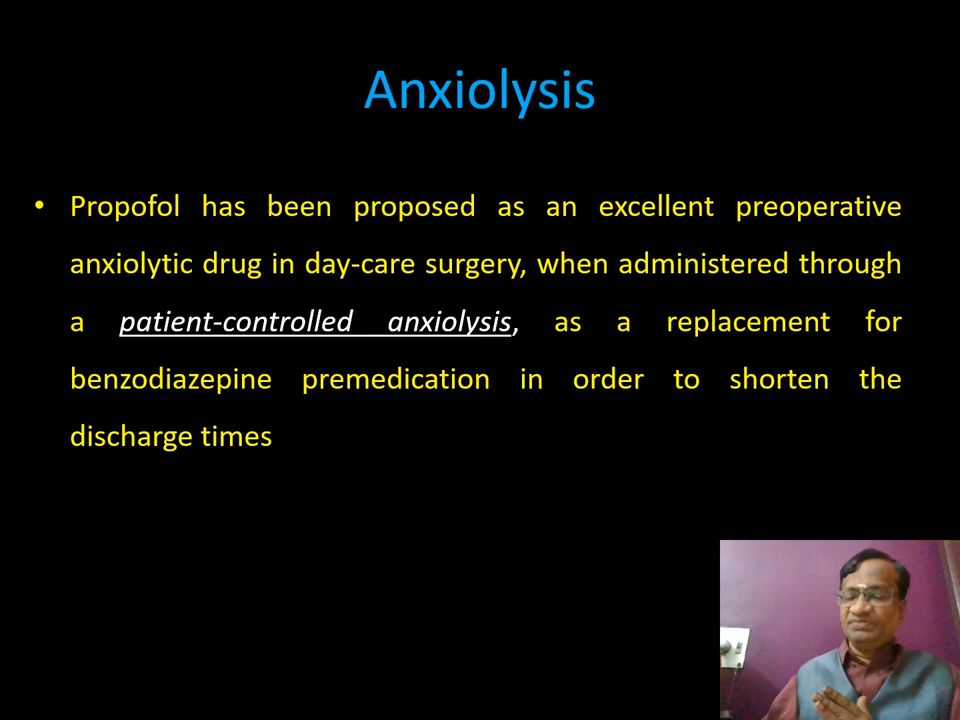 Anxiolysis
• Propofol has been proposed as an excellent preoperative
anxiolytic drug in day-care surgery, when administered through
a patient-controlled anxiolysis, as a replacement for
benzodiazepine premedication in order to shorten the
discharge times